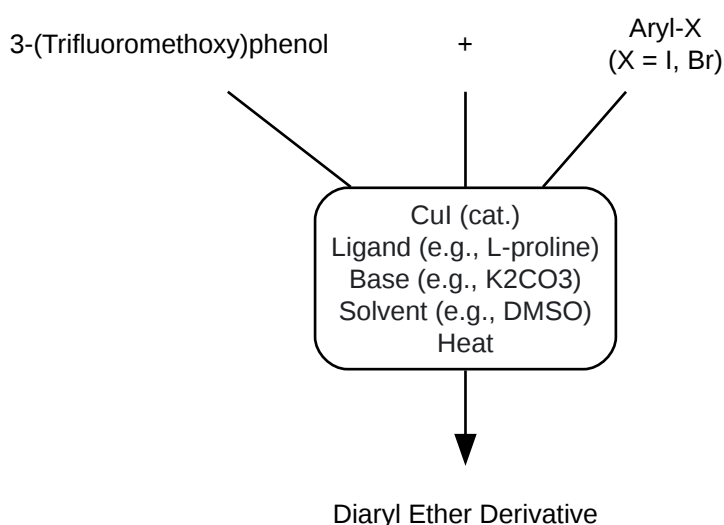 3-(Trifluoromethoxy)phenol
+
Aryl-X
(X = I, Br)
CuI (cat.)
Ligand (e.g., L-proline)
Base (e.g., K2CO3)
Solvent (e.g., DMSO)
Heat
Diaryl Ether Derivative